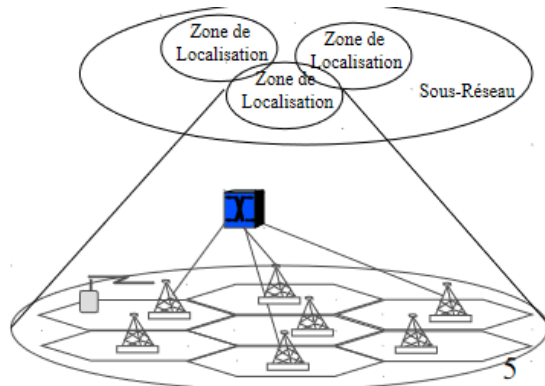 Zone de
Localisation
Zone de
Localisation
Zone de
Localisation
Sous-Réseau
5